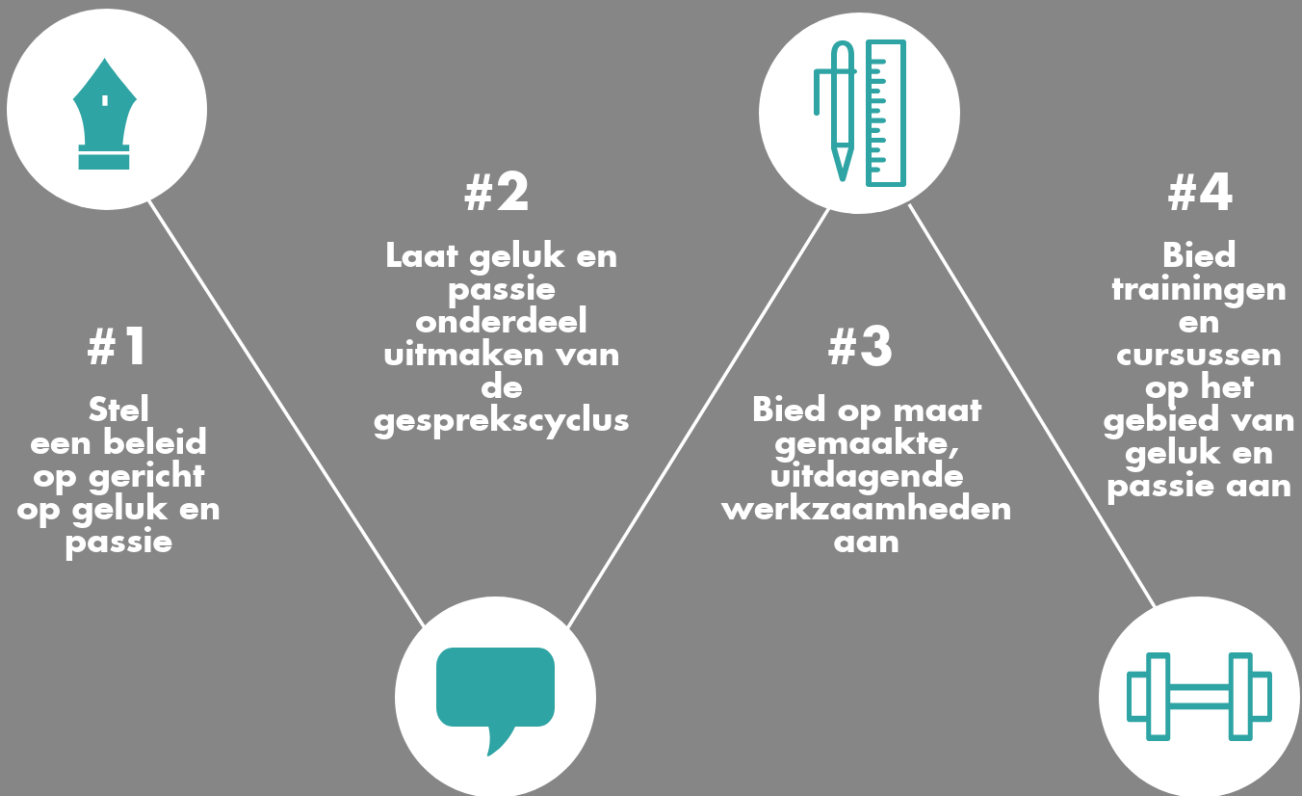 #1
Stel
een beleid
op gericht
op geluk en
passie
#2
Laat geluk en
passie
onderdeel
uitmaken van
de
gesprekscyclus
#3
Bied op maat
gemaakte,
uitdagende
werkzaamheden
aan
#4
Bied
trainingen
en
cursussen
op het
gebied van
geluk en
passie aan